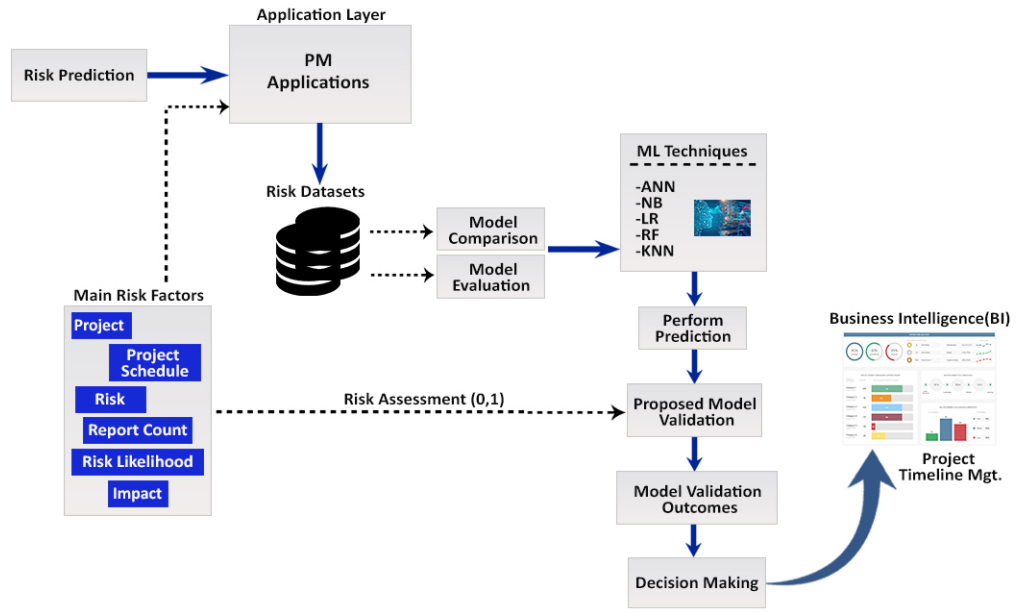 Application Layer
Risk Prediction
PM
Applications
Risk Datasets
Model
Comparison
Model
Evaluation
ML Techniques
-ANN
-NB
-LR
-RF
-KNN
Main Risk Factors
Project
Project
Schedule
Risk
Report Count
Risk Likelihood
Impact
Perform
Prediction
Risk Assessment (0,1)
Proposed Model
Validation
Model Validation
Outcomes
Decision Making
Business Intelligence(BI)
Project
Timeline Mgt.